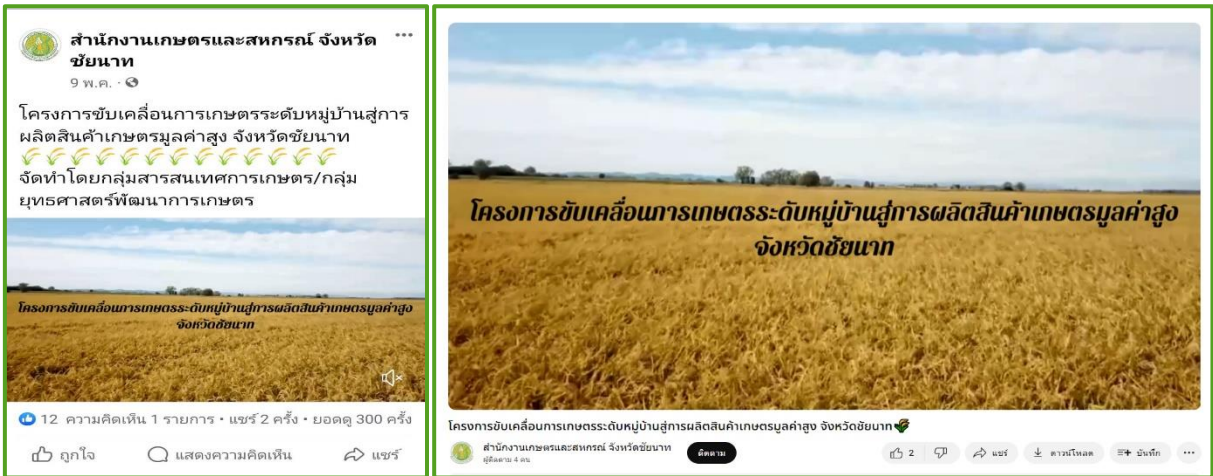 สำนักงานเกษตรและสหกรณ์ จังหวัด
ชัยนาท
9 พ.ค.
โครงการขับเคลื่อนการเกษตรระดับหมู่บ้านสู่การ
ผลิตสินค้าเกษตรมูลค่าสูง จังหวัดชัยนาท
จัดทำโดยกลุ่มสารสนเทศการเกษตร/กลุ่ม
ยุทธศาสตร์พัฒนาการเกษตร
โครงการขับเคลื่อนการเกษตรระดับหมู่บ้านสู่การผลิตสินค้าเกษตรมูลค่าสูง
จังหวัดชัยนาท
12 ความคิดเห็น 1 รายการ • แชร์ 2 ครั้ง • ยอดดู 300 ครั้ง
ถูกใจ แสดงความคิดเห็น แชร์
โครงการขับเคลื่อนการเกษตรระดับหมู่บ้านสู่การผลิตสินค้าเกษตรมูลค่าสูง
จังหวัดชัยนาท
โครงการขับเคลื่อนการเกษตรระดับหมู่บ้านสู่การผลิตสินค้าเกษตรมูลค่าสูง จังหวัดชัยนาท
สำนักงานเกษตรและสหกรณ์ จังหวัดชัยนาท
ผู้ติดตาม 4 คน
ติดตาม
2 แชร์ ดาวน์โหลด บันทึก